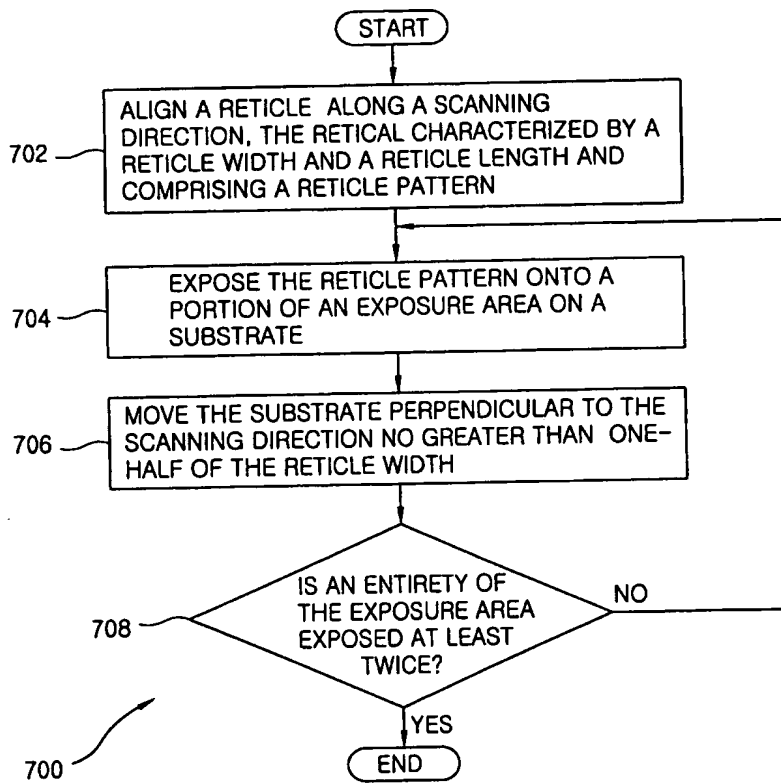 START
702
ALIGN A RETICLE ALONG A SCANNING
DIRECTION, THE RETICAL CHARACTERIZED BY A
RETICLE WIDTH AND A RETICLE LENGTH AND
COMPRISING A RETICLE PATTERN
704
EXPOSE THE RETICLE PATTERN ONTO A
PORTION OF AN EXPOSURE AREA ON A
SUBSTRATE
706
MOVE THE SUBSTRATE PERPENDICULAR TO THE
SCANNING DIRECTION NO GREATER THAN ONE-
HALF OF THE RETICLE WIDTH
708
IS AN ENTIRETY OF
THE EXPOSURE AREA
EXPOSED AT LEAST
TWICE?
NO
YES
700
END